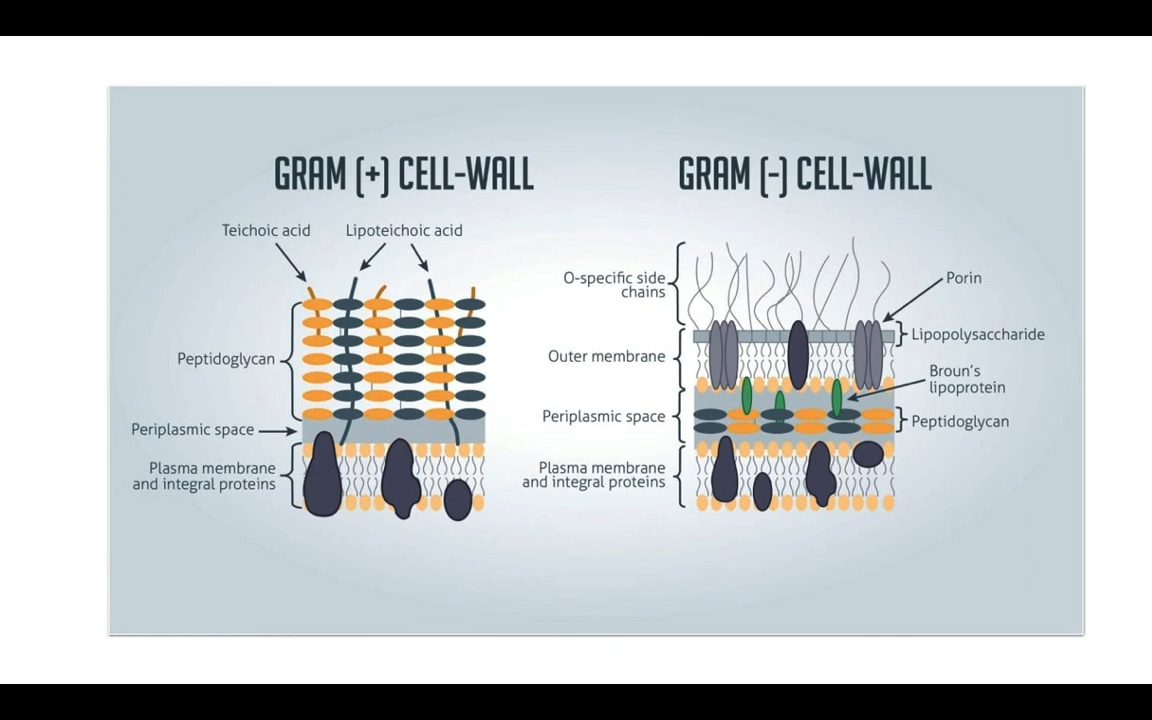 GRAM (+) CELL-WALL
Teichoic acid
Lipoteichoic acid
Peptidoglycan
Periplasmic space
Plasma membrane
and integral proteins
GRAM (-) CELL-WALL
O-specific side
chains
Outer membrane
Periplasmic space
Plasma membrane
and integral proteins
Porin
Lipopolysaccharide
Broun's
lipoprotein
Peptidoglycan